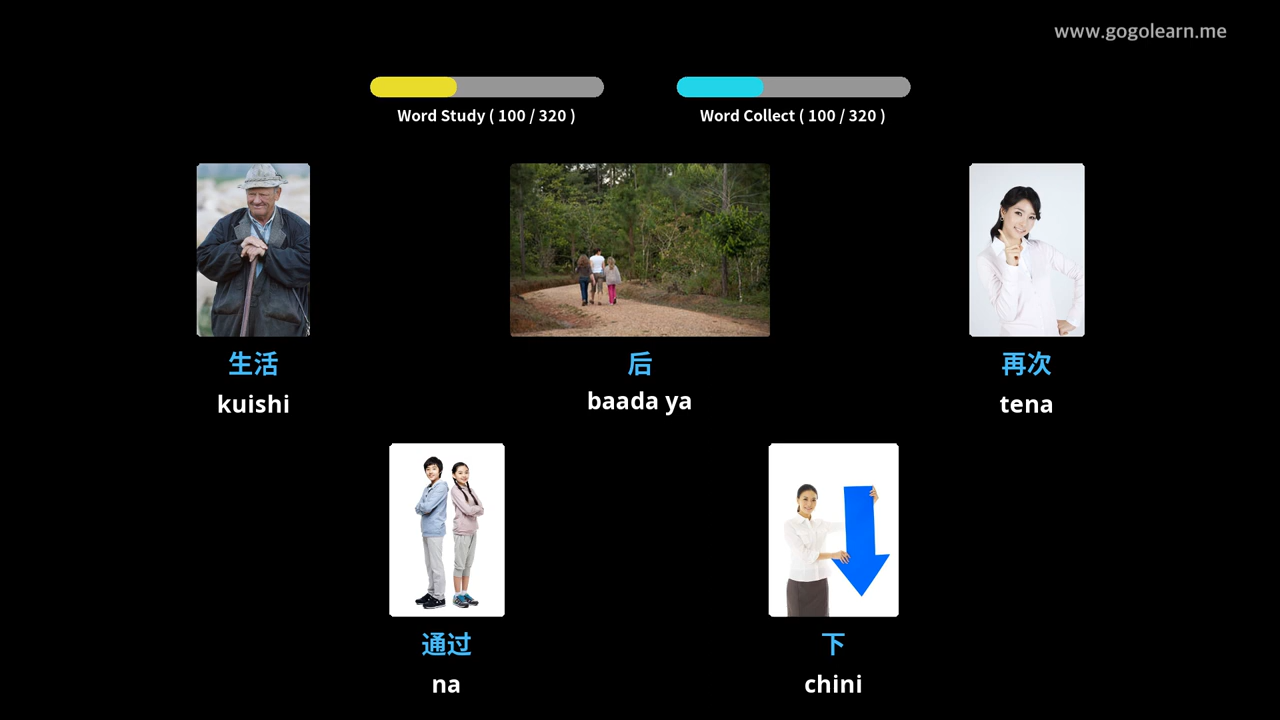 www.gogolearn.me
Word Study ( 100 / 320 )
Word Collect ( 100 / 320 )
生活
kuishi
后
baada ya
再次
tena
通过
na
下
chini